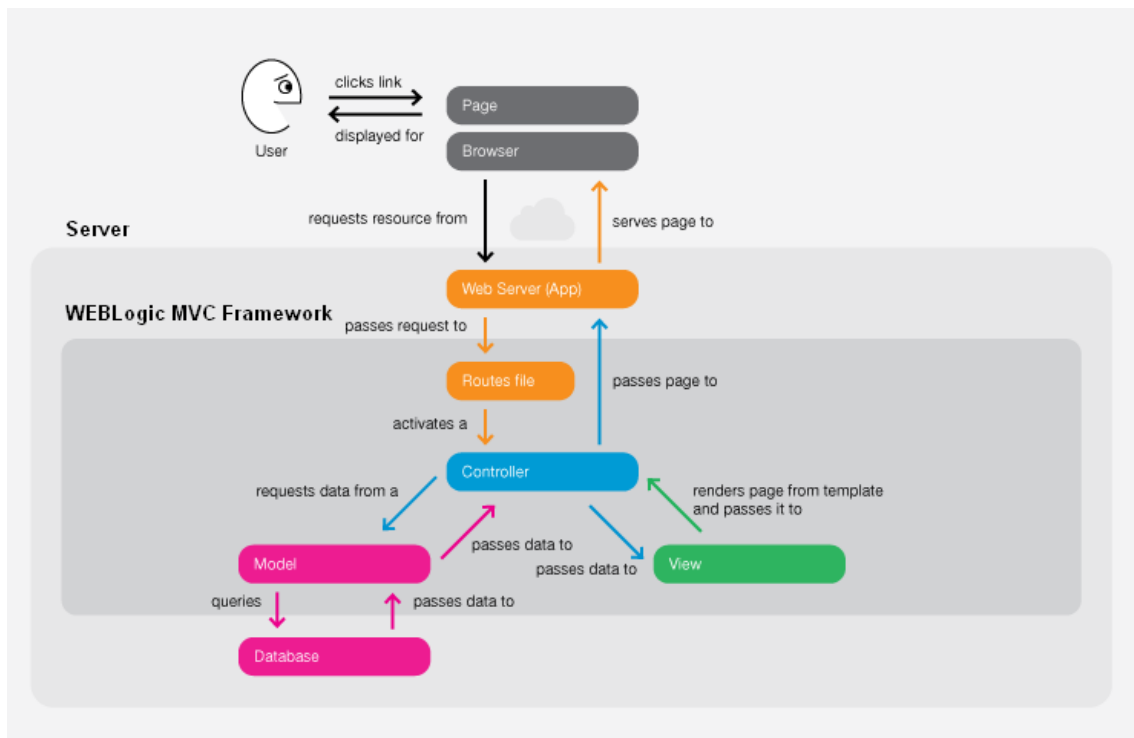 clicks link
Page
displayed for
User
Browser
requests resource from
serves page to
Server
Web Server (App)
WEBLogic MVC Framework
passes request to
Routes file
passes page to
activates a
Controller
requests data from a
renders page from template
and passes it to
passes data to
passes data to
Model
View
queries
passes data to
Database